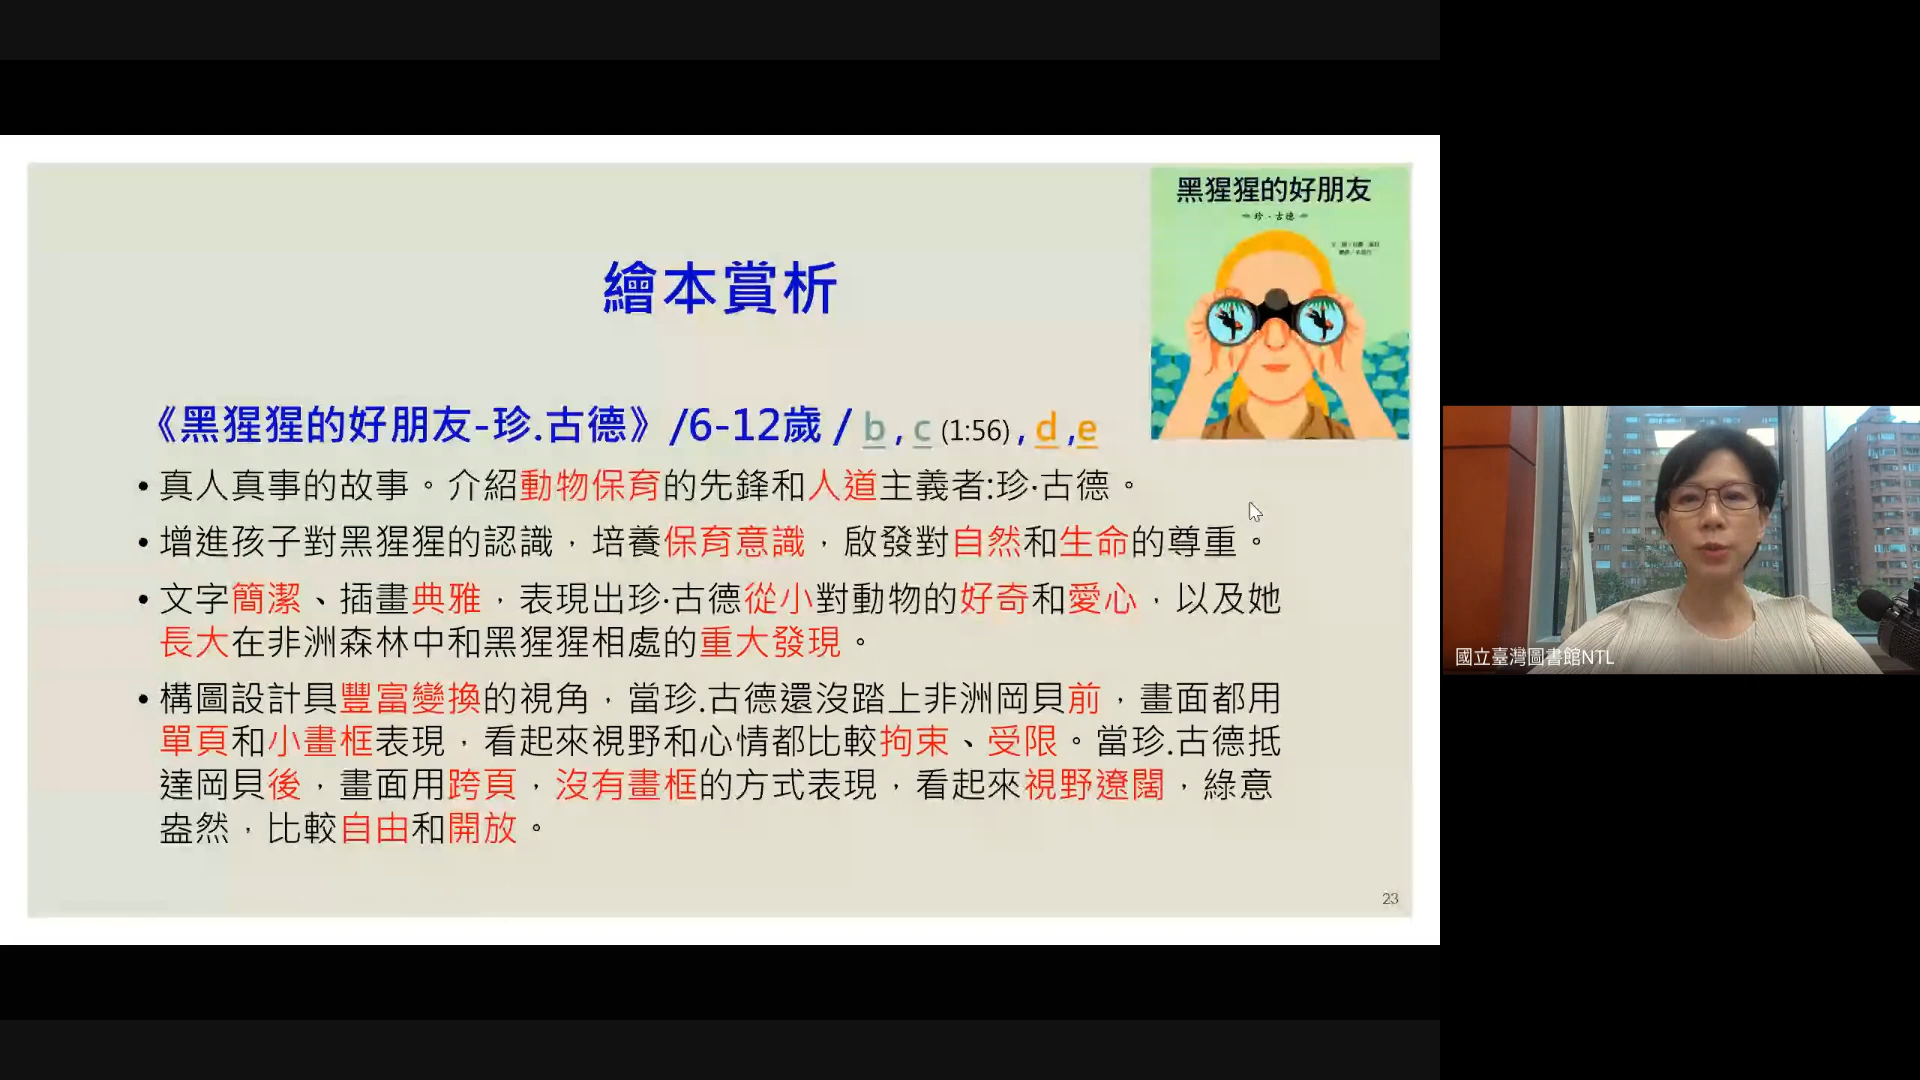 黑猩猩的好朋友
珍·古德
繪本賞析
《黑猩猩的好朋友-珍.古德》/6-12歲 / b , c (1:56) , d ,e
• 真人真事的故事。介紹動物保育的先鋒和人道主義者:珍·古德。
• 增進孩子對黑猩猩的認識，培養保育意識，啟發對自然和生命的尊重。
• 文字簡潔、插畫典雅，表現出珍·古德從小對動物的好奇和愛心，以及她
長大在非洲森林中和黑猩猩相處的重大發現。
• 構圖設計具豐富變換的視角，當珍.古德還沒踏上非洲岡貝前，畫面都用
單頁和小畫框表現，看起來視野和心情都比較拘束、受限。當珍.古德抵
達岡貝後，畫面用跨頁，沒有畫框的方式表現，看起來視野遼闊，綠意
盎然，比較自由和開放。
23
國立臺灣圖書館NTL